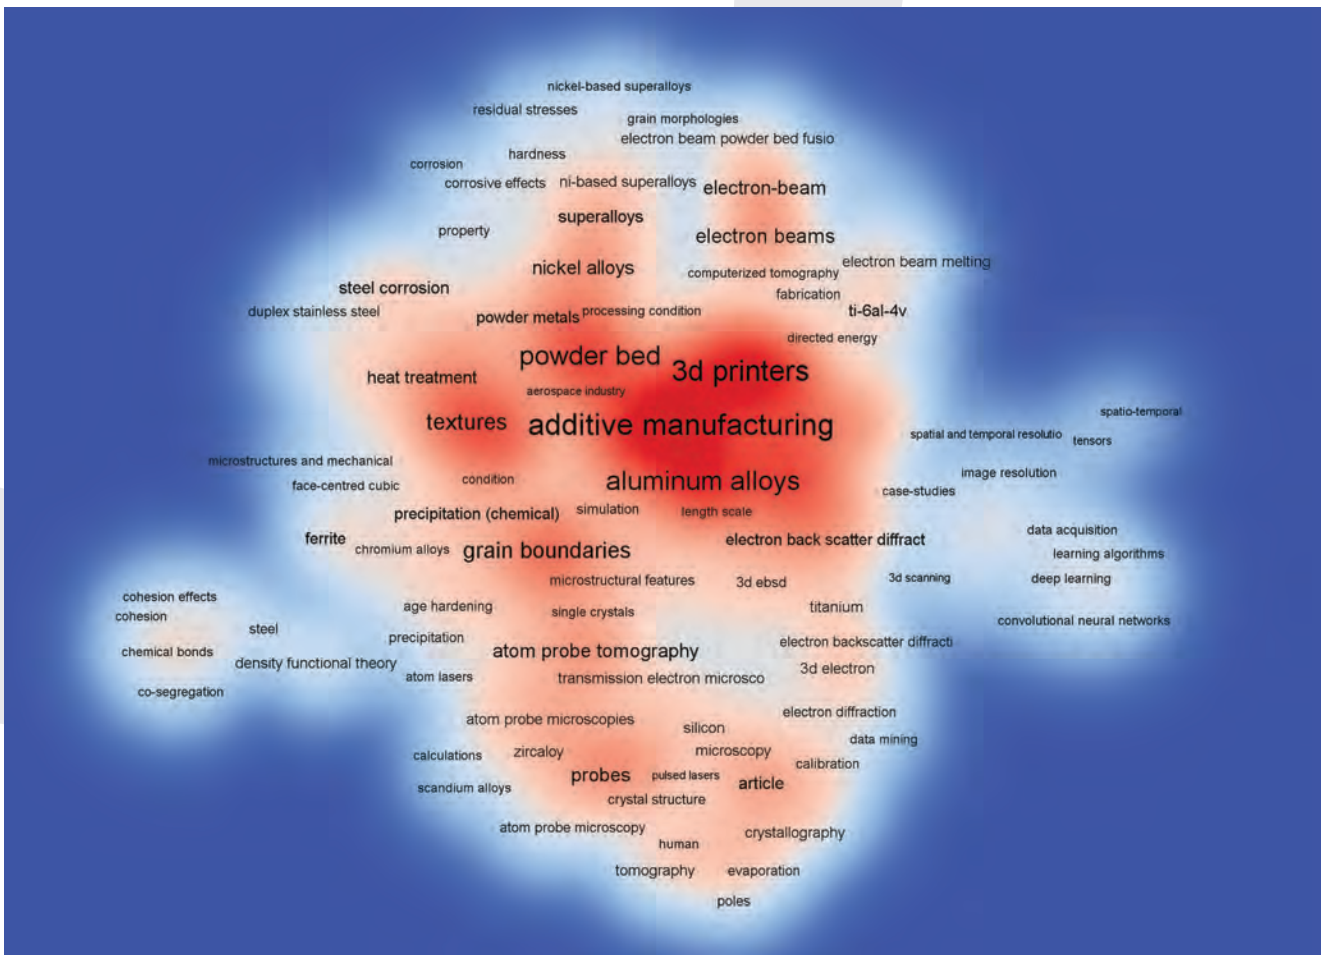 nickel-based superalloys
residual stresses
grain morphologies
electron beam powder bed fusio
hardness
corrosion
corrosive effects
ni-based superalloys
electron-beam
superalloys
property
electron beams
electron beam melting
nickel alloys
computerized tomography
steel corrosion
fabrication
duplex stainless steel
powder metals
processing condition
ti-6al-4v
directed energy
powder bed
3d printers
heat treatment
aerospace industry
spatio-temporal
textures
additive manufacturing
spatial and temporal resolutio
tensors
microstructures and mechanical
image resolution
face-centred cubic
condition
aluminum alloys
case-studies
precipitation (chemical)
simulation
length scale
data acquisition
ferrite
chromium alloys
grain boundaries
electron back scatter diffract
learning algorithms
microstructural features
3d ebsd
3d scanning
deep learning
cohesion effects
age hardening
single crystals
titanium
cohesion
convolutional neural networks
steel
precipitation
electron backscatter diffracti
chemical bonds
density functional theory
atom probe tomography
3d electron
atom lasers
transmission electron microsco
co-segregation
electron diffraction
atom probe microscopies
silicon
data mining
calculations
zircaloy
microscopy
calibration
probes
pulsed lasers
article
scandium alloys
crystal structure
atom probe microscopy
crystallography
human
tomography
evaporation
poles